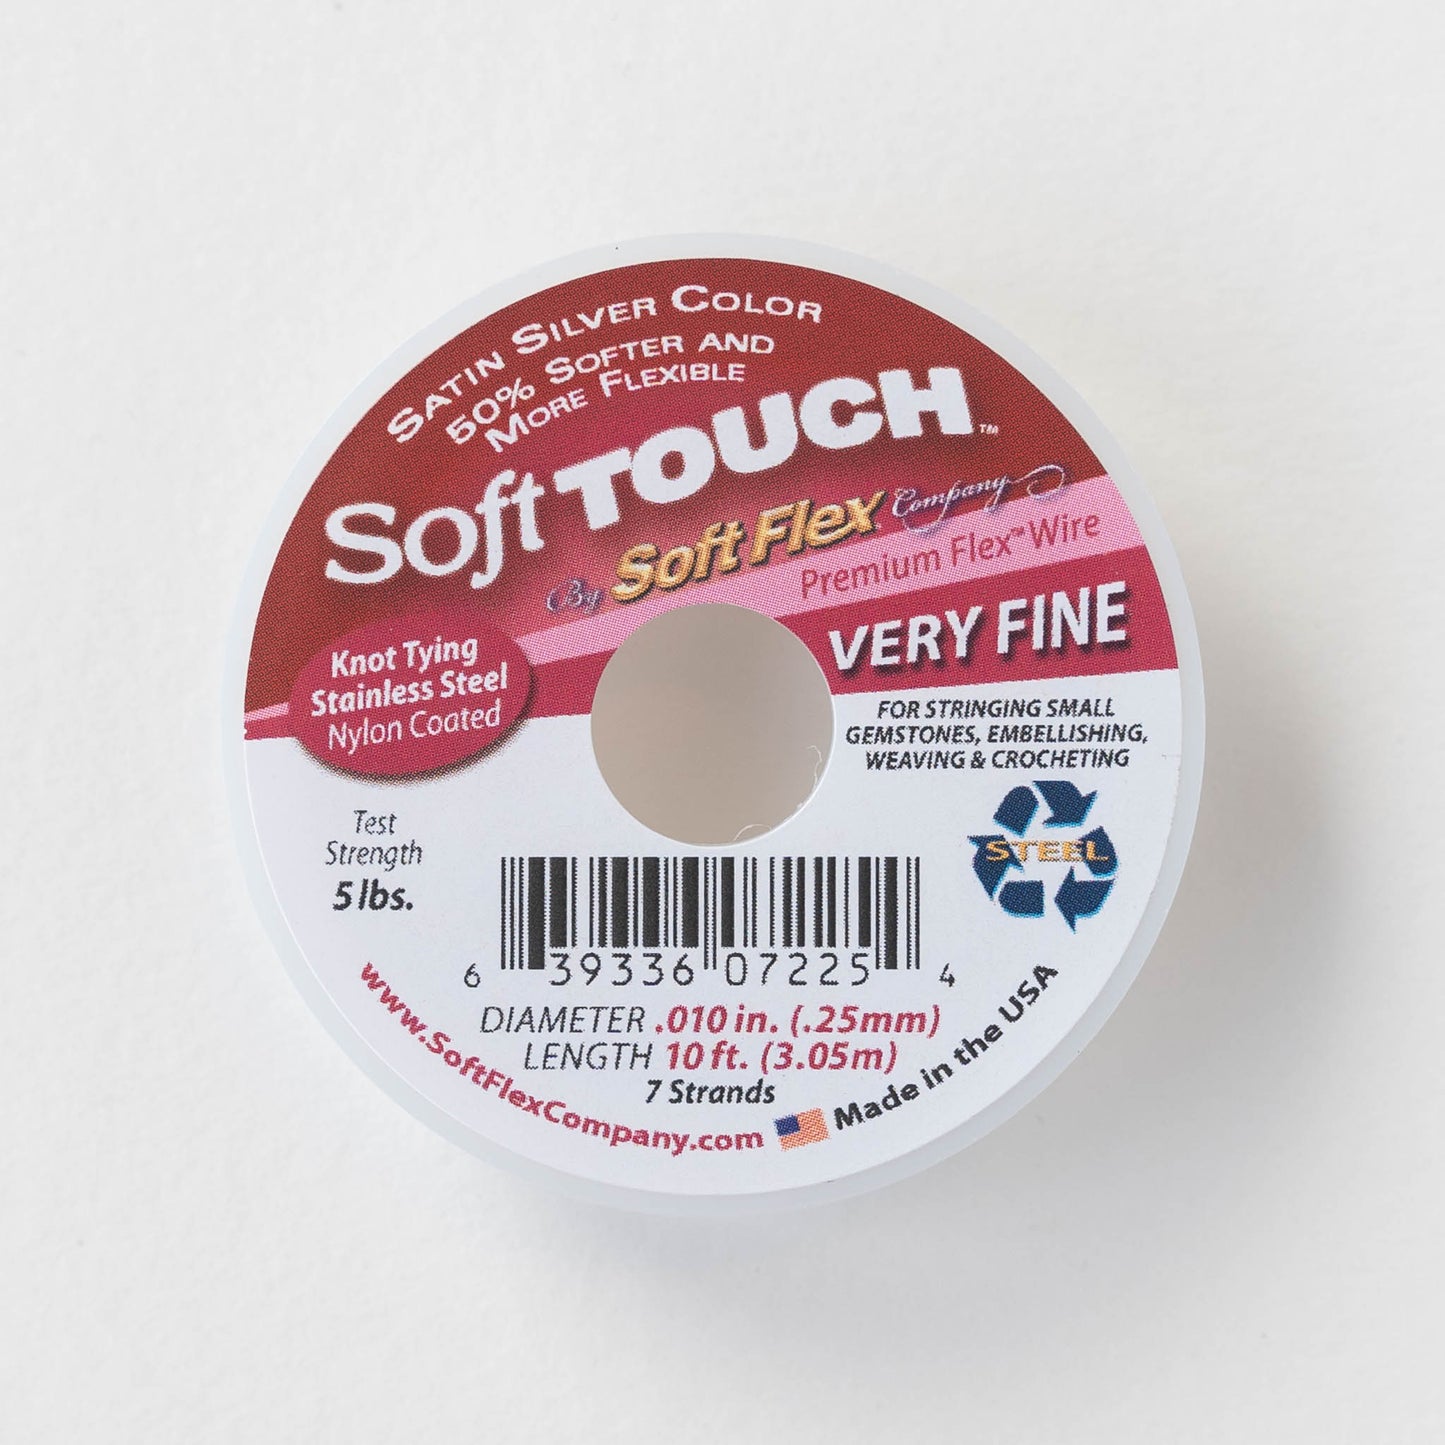 SATIN SILVER COLOR
50% SOFTER AND
MORE FLEXIBLE
Soft TOUCH™
By Soft Flex Company
Premium Flex™ Wire
VERY FINE
Knot Tying
Stainless Steel
Nylon Coated
FOR STRINGING SMALL
GEMSTONES, EMBELLISHING,
WEAVING & CROCHETING
STEEL
Test
Strength
5 lbs.
6 39336 07225 4
DIAMETER .010 in. (.25mm)
LENGTH 10 ft. (3.05m)
7 Strands
www.SoftFlexCompany.com
Made in the USA